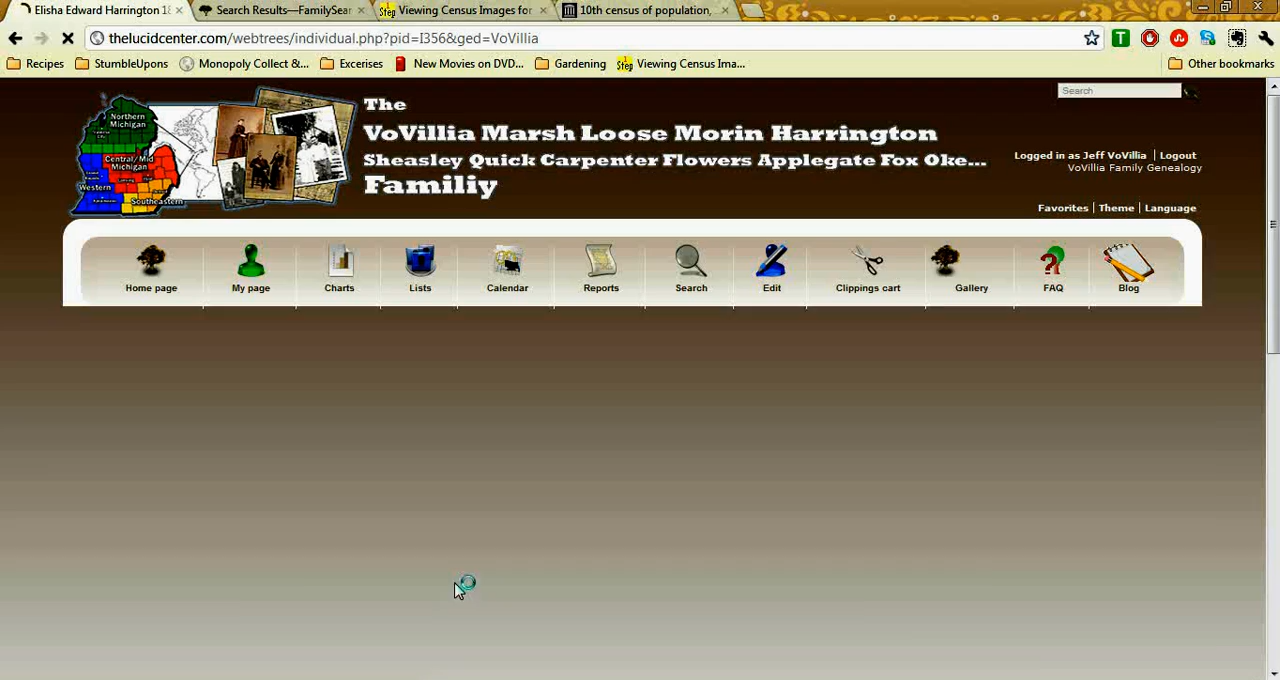 Elisha Edward Harrington 18
Search Results—FamilySear
Step Viewing Census Images for
10th census of population,
thelucidcenter.com/webtrees/individual.php?pid=I356&ged=VoVillia
T
Recipes
StumbleUpons
Monopoly Collect &...
Excerises
New Movies on DVD...
Gardening
Step Viewing Census Ima...
Other bookmarks
Northern
Michigan
Central/Mid
Michigan
Western
Southeastern
The
VoVillia Marsh Loose Morin Harrington
Sheasley Quick Carpenter Flowers Applegate Fox Oke...
Familiy
Search
Logged in as Jeff VoVillia | Logout
VoVillia Family Genealogy
Favorites | Theme | Language
Home page
My page
Charts
Lists
Calendar
Reports
Search
Edit
Clippings cart
Gallery
FAQ
Blog